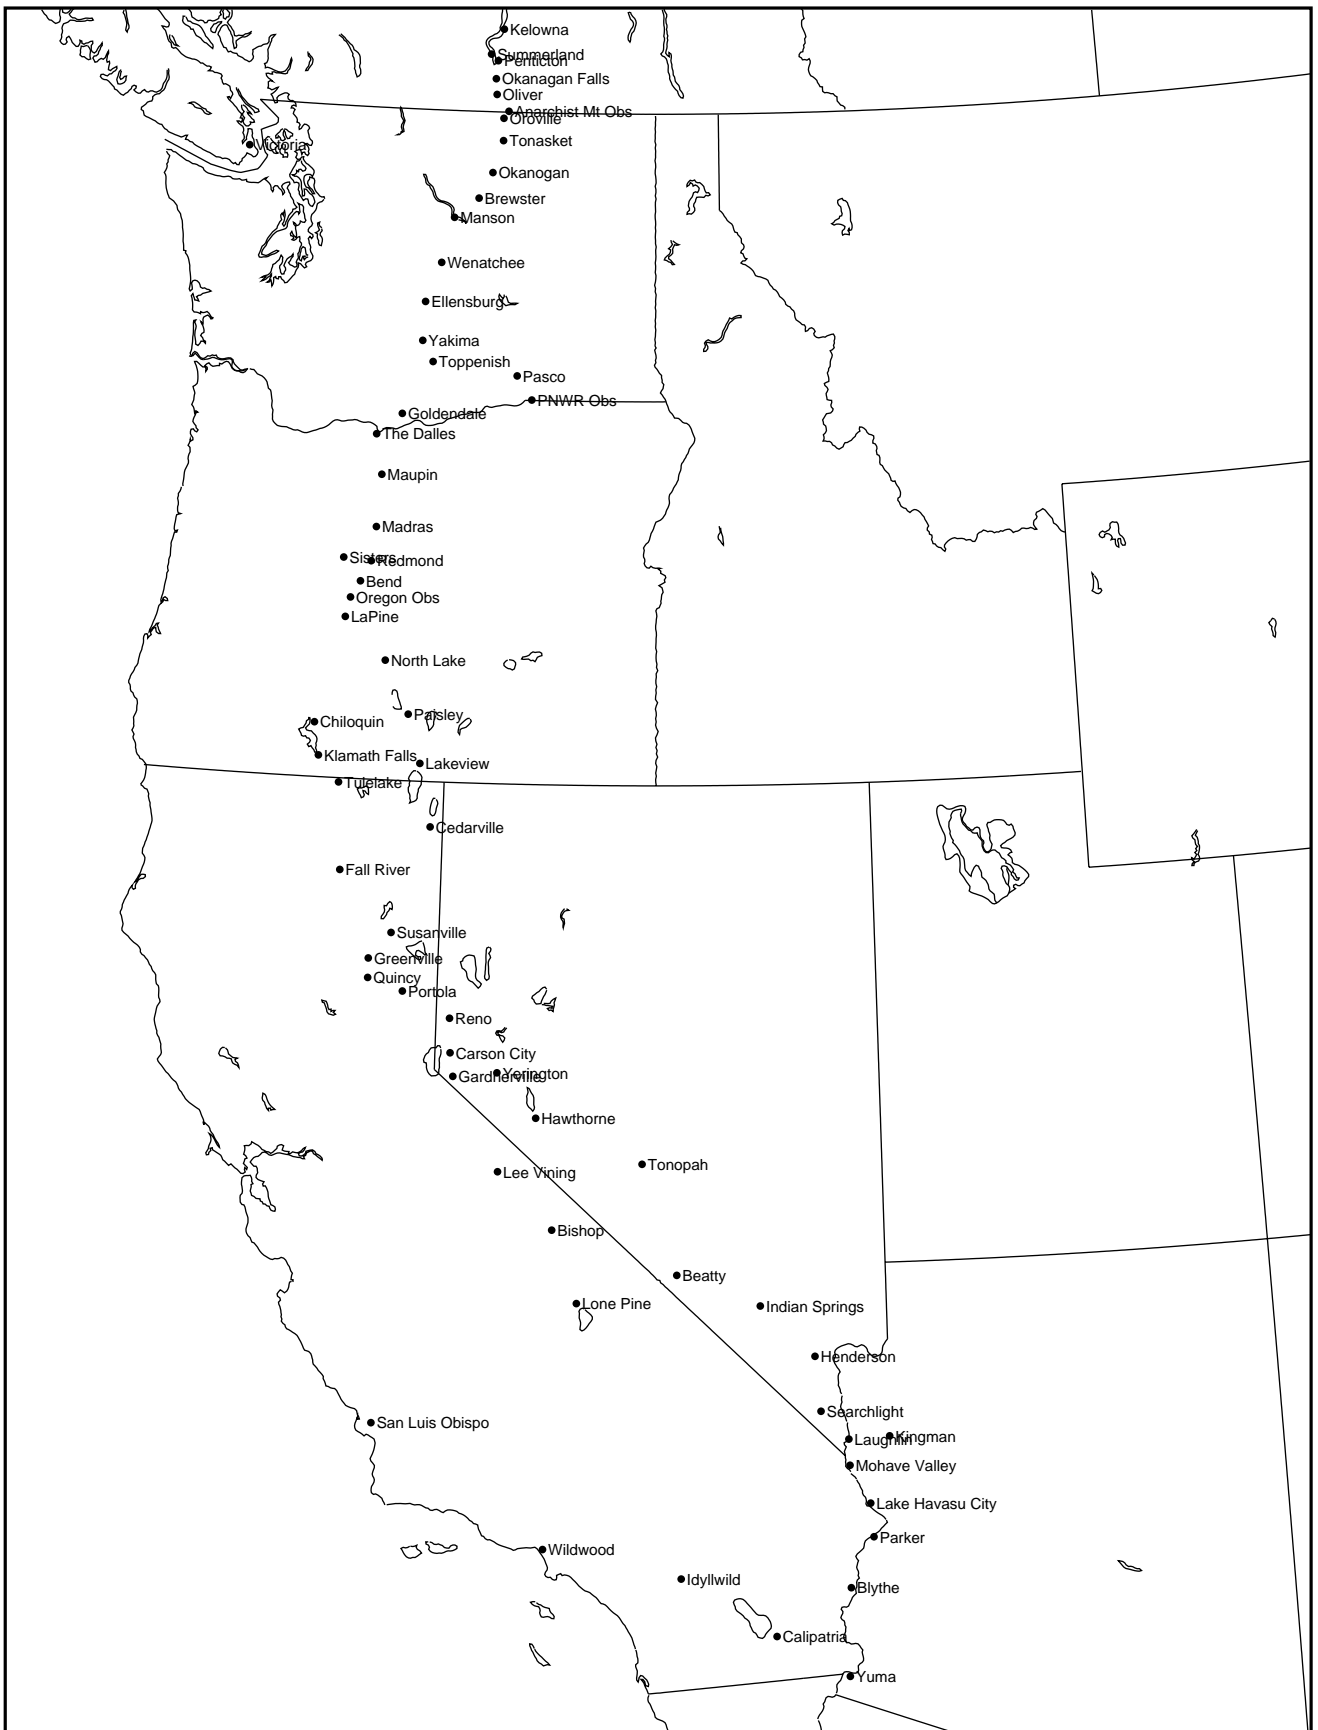 Kelowna
Summerland
Penticton
Okanagan Falls
Oliver
Anarchist Mt Obs
Oroville
Tonasket
Victoria
Okanogan
Brewster
Manson
Wenatchee
Ellensburg
Yakima
Toppenish
Pasco
PNWR Obs
Goldendale
The Dalles
Maupin
Madras
Sisters
Redmond
Bend
Oregon Obs
LaPine
North Lake
Paisley
Chiloquin
Klamath Falls
Lakeview
Tulelake
Cedarville
Fall River
Susanville
Greenville
Quincy
Portola
Reno
Carson City
Yerington
Gardnerville
Hawthorne
Tonopah
Lee Vining
Bishop
Beatty
Lone Pine
Indian Springs
Henderson
Searchlight
San Luis Obispo
Kingman
Laughlin
Mohave Valley
Lake Havasu City
Parker
Wildwood
Idyllwild
Blythe
Calipatria
Yuma